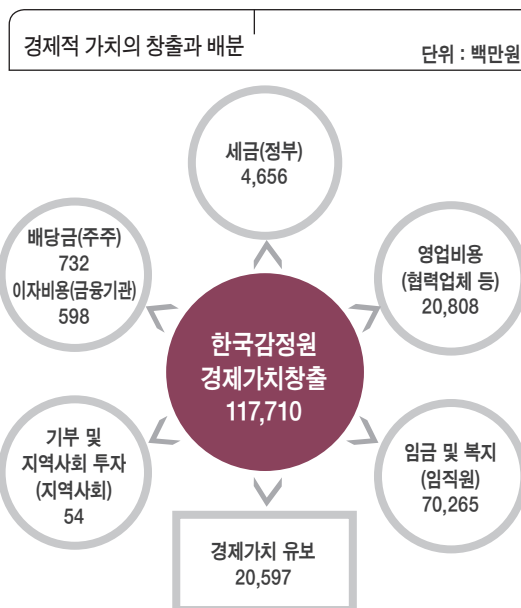 경제적 가치의 창출과 배분
단위 : 백만원
세금(정부)
4,656
배당금(주주)
732
이자비용(금융기관)
598
영업비용
(협력업체 등)
20,808
한국감정원
경제가치창출
117,710
기부 및
지역사회 투자
(지역사회)
54
임금 및 복지
(임직원)
70,265
경제가치 유보
20,597